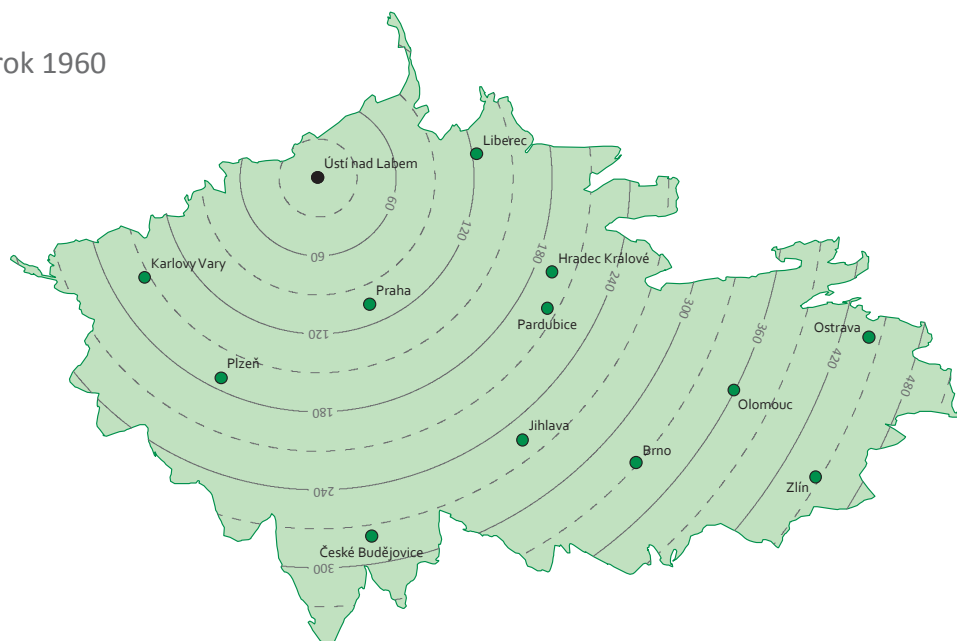 rok 1960
Liberec
Ústí nad Labem
60
120
60
Karlovy Vary
180
Hradec Králové
240
Praha
300
Pardubice
120
360
Ostrava
420
Plzeň
480
Olomouc
180
Jihlava
Brno
Zlín
240
České Budějovice
300